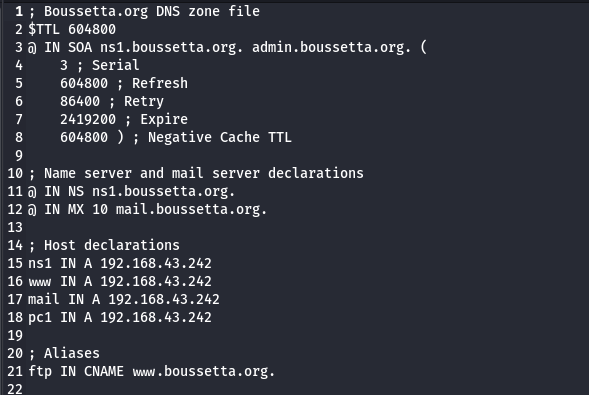 1 ; Boussetta.org DNS zone file
2 $TTL 604800
3 @ IN SOA ns1.boussetta.org. admin.boussetta.org. (
4     3 ; Serial
5     604800 ; Refresh
6     86400 ; Retry
7     2419200 ; Expire
8     604800 ) ; Negative Cache TTL
9
10 ; Name server and mail server declarations
11 @ IN NS ns1.boussetta.org.
12 @ IN MX 10 mail.boussetta.org.
13
14 ; Host declarations
15 ns1 IN A 192.168.43.242
16 www IN A 192.168.43.242
17 mail IN A 192.168.43.242
18 pc1 IN A 192.168.43.242
19
20 ; Aliases
21 ftp IN CNAME www.boussetta.org.
22